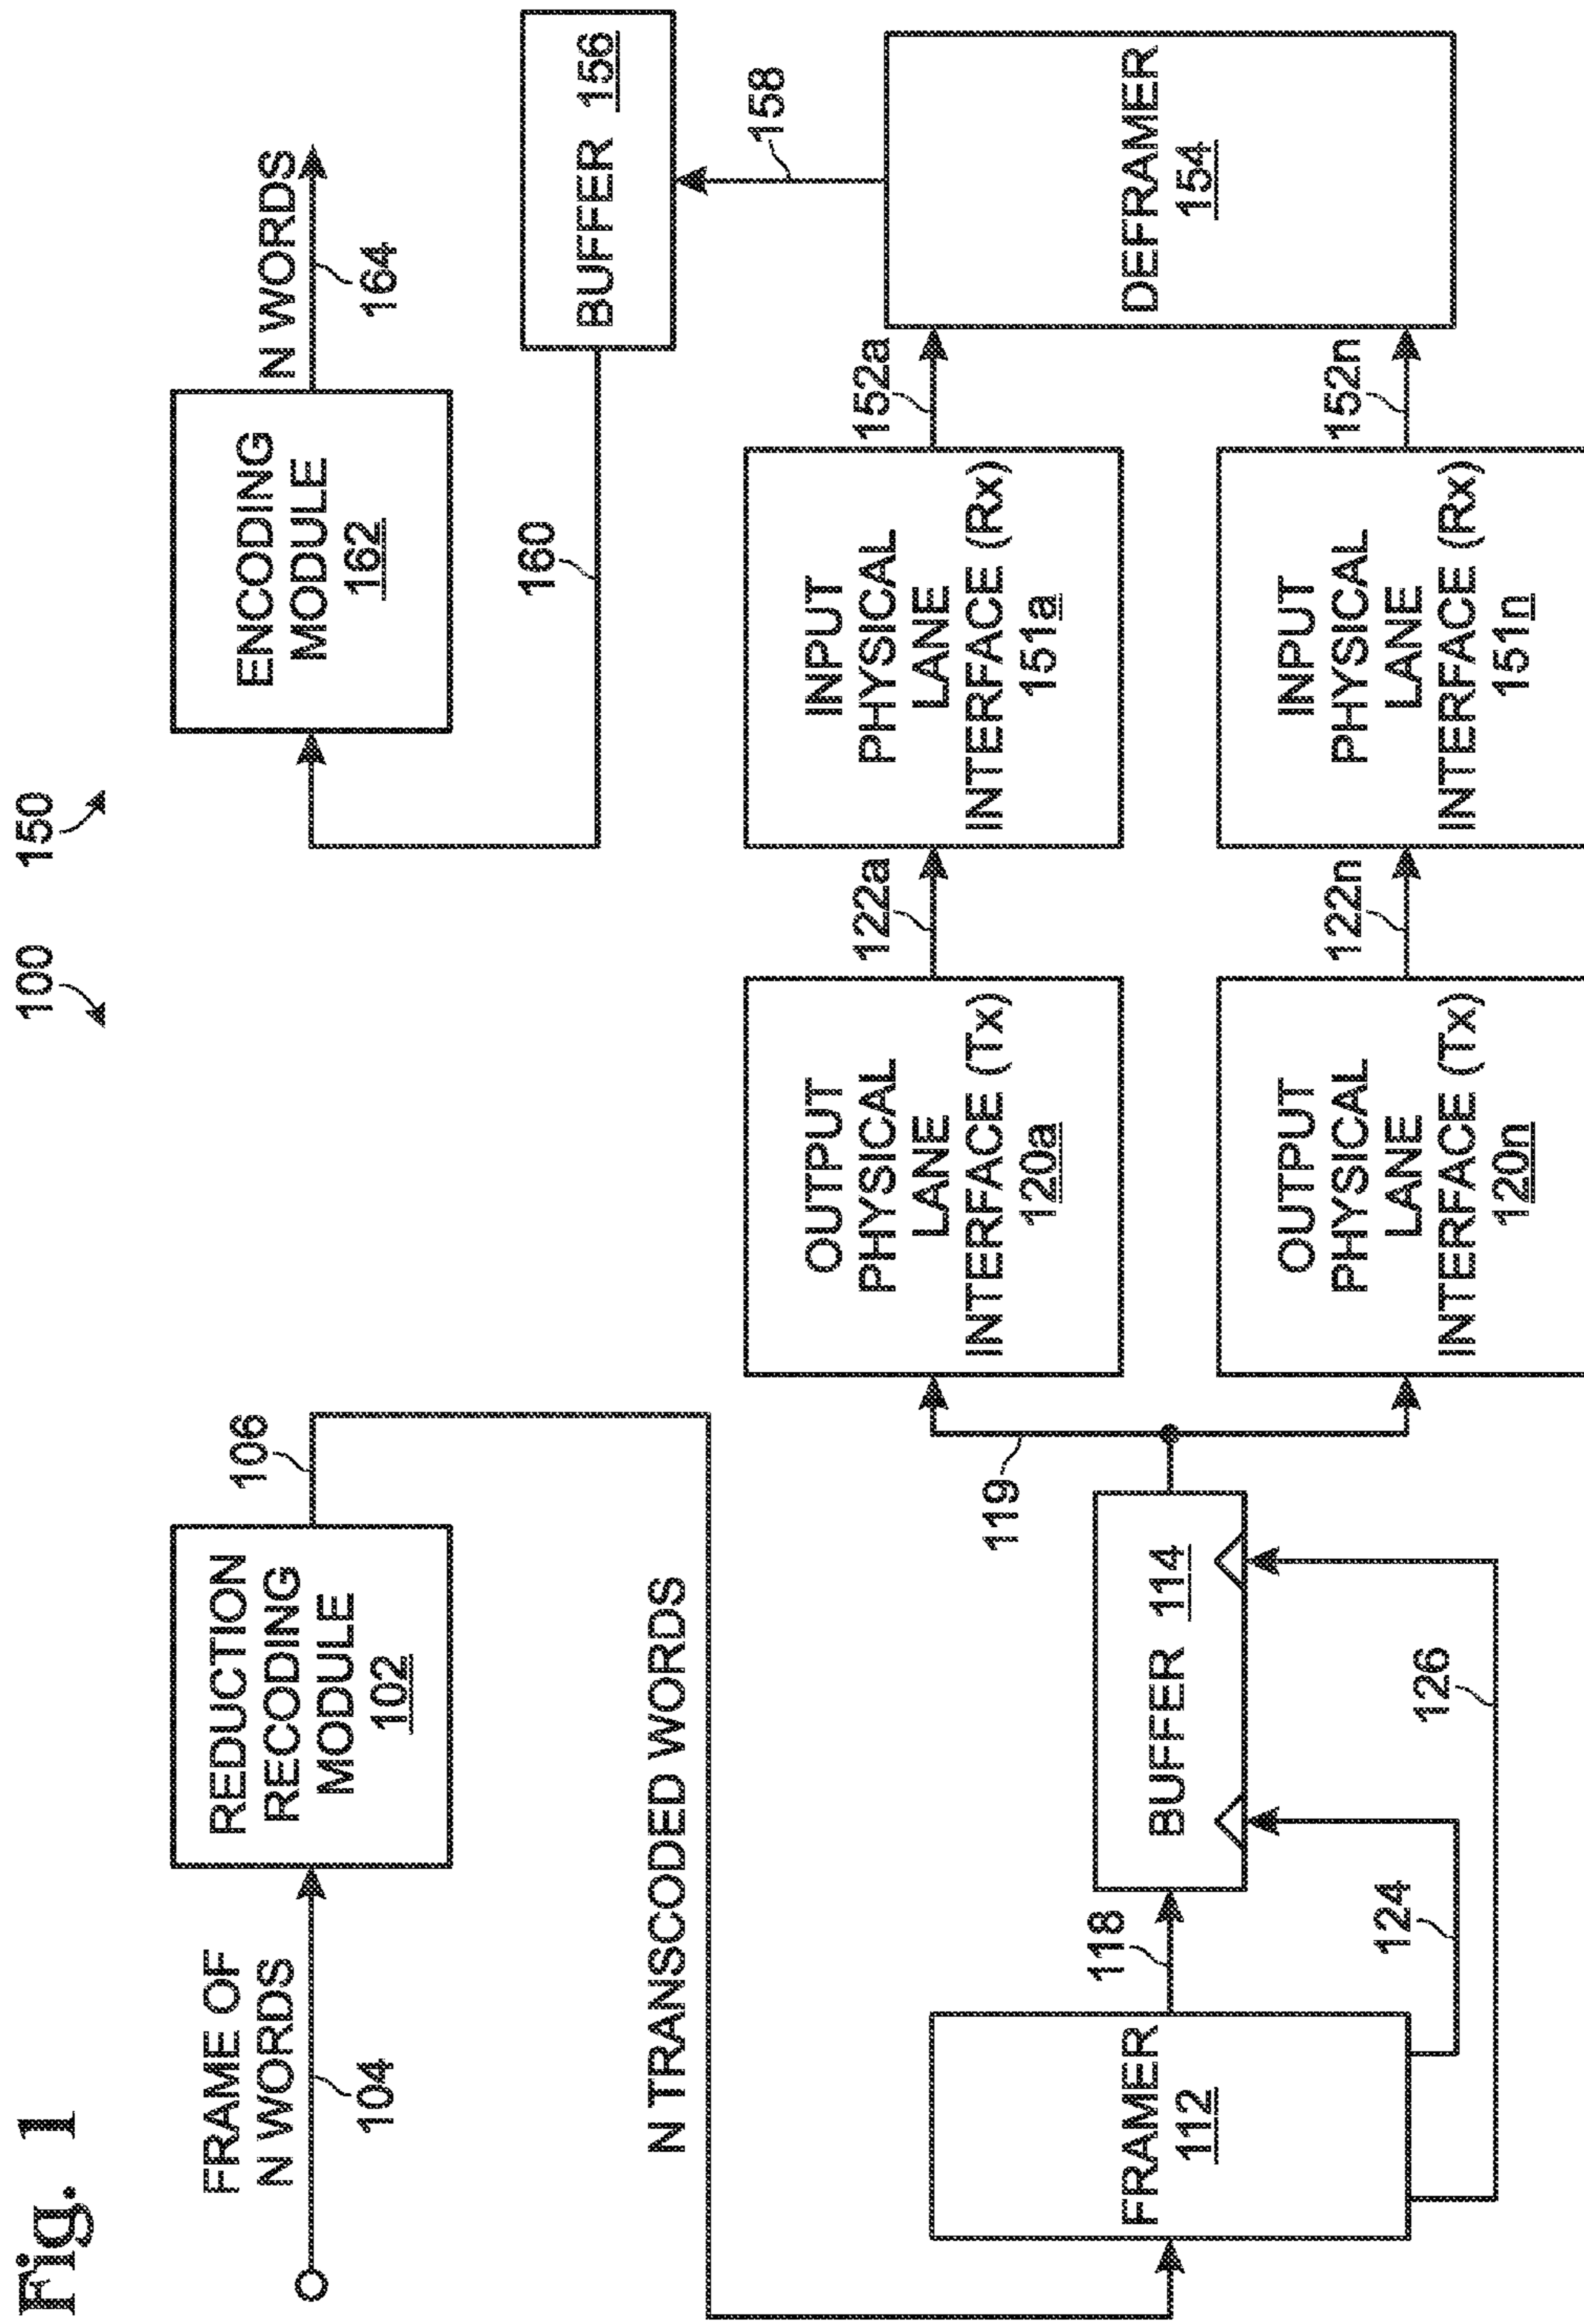 Fig. 1
100
150
FRAME OF
N WORDS
104
REDUCTION
RECODING
MODULE
102
106
N TRANSCODED WORDS
FRAMER
112
118
BUFFER 114
124
126
119
OUTPUT
PHYSICAL
LANE
INTERFACE (Tx)
120a
OUTPUT
PHYSICAL
LANE
INTERFACE (Tx)
120n
122a
122n
INPUT
PHYSICAL
LANE
INTERFACE (Rx)
151a
INPUT
PHYSICAL
LANE
INTERFACE (Rx)
151n
152a
152n
DEFRAMER
154
158
BUFFER 156
160
ENCODING
MODULE
162
N WORDS
164